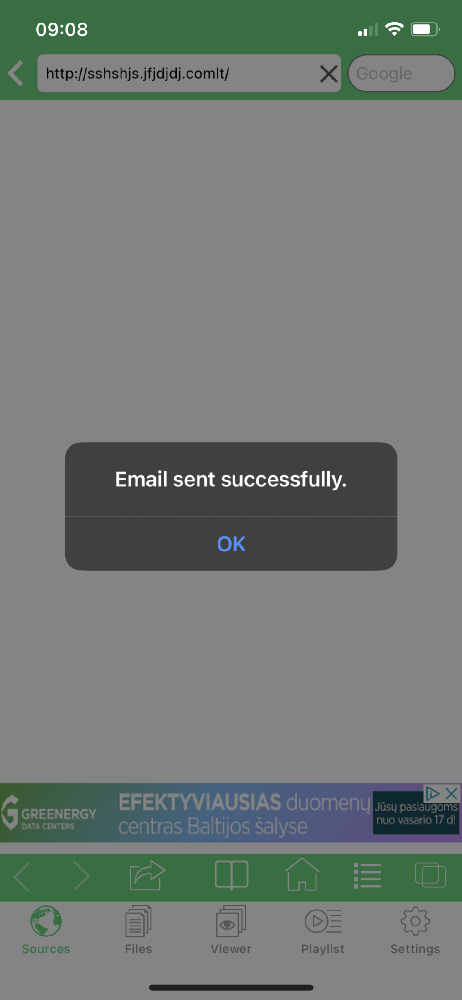 09:08
http://sshshjs.jfjdjdj.comlt/
Google
Email sent successfully.
OK
GREENERGY
DATA CENTERS
EFEKTYVIAUSIAS duomenų
centras Baltijos šalyse
Jūsų paslaugoms
nuo vasario 17 d!
Sources
Files
Viewer
Playlist
Settings